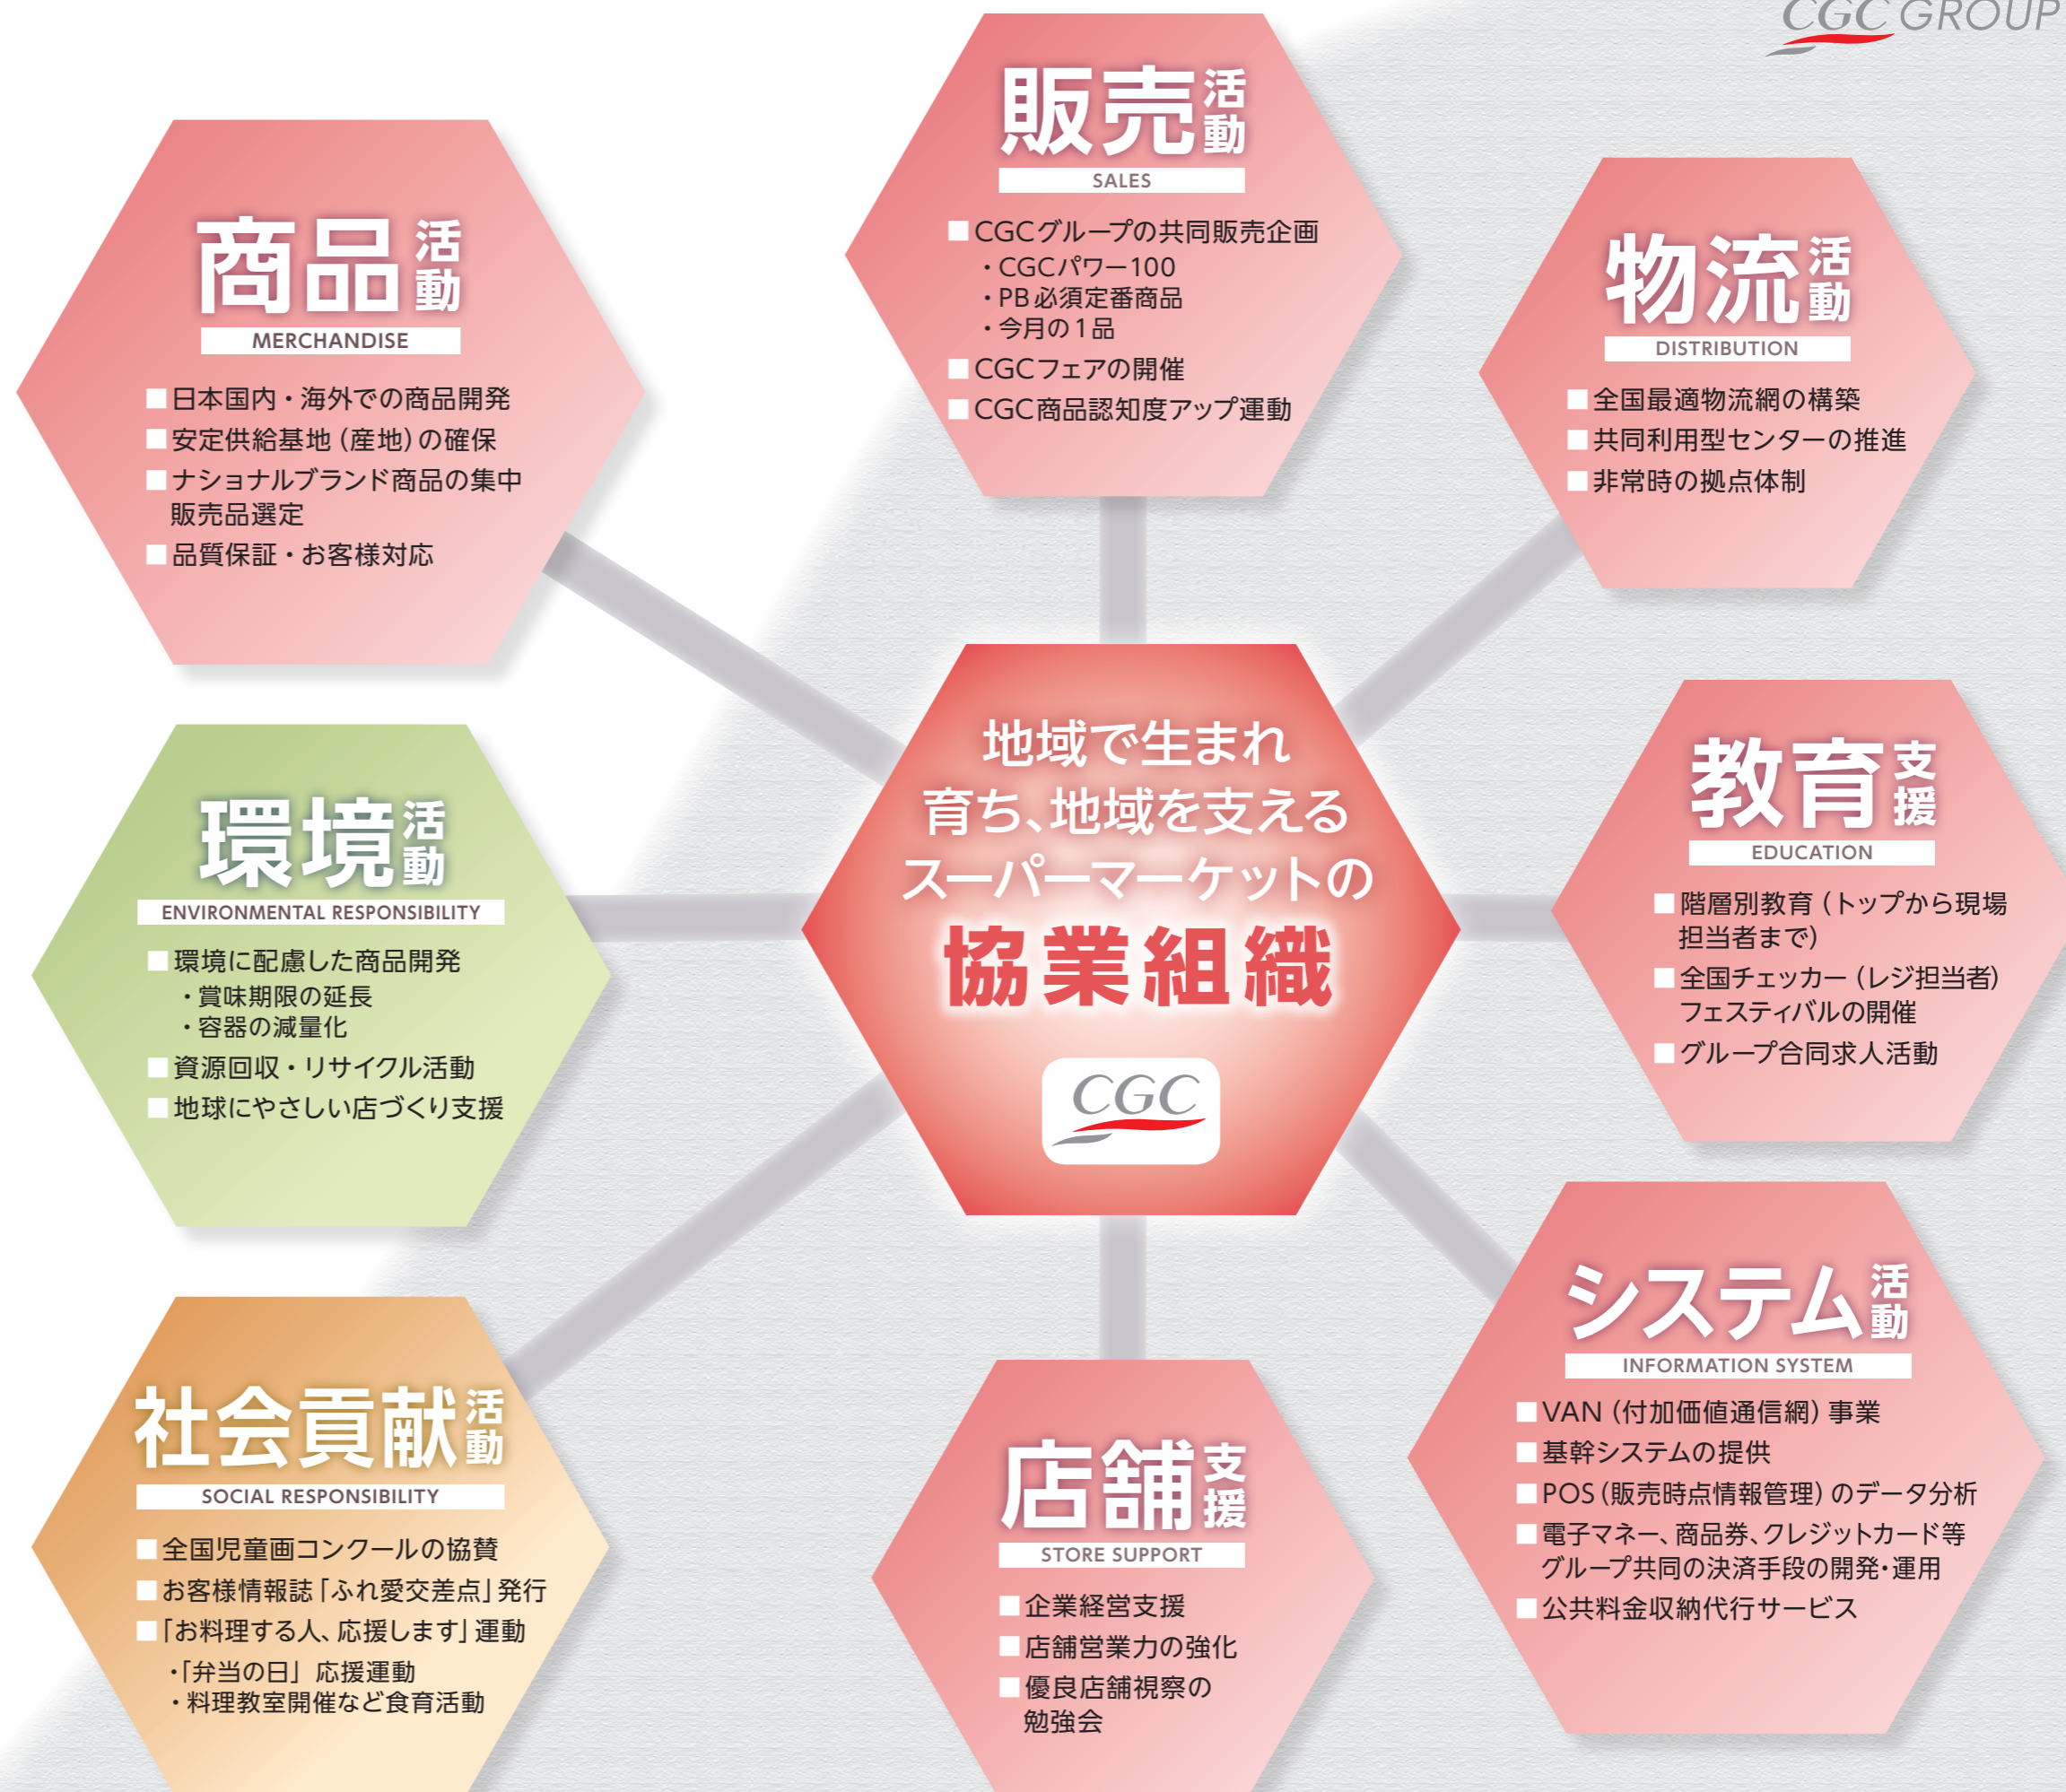 CGC GROUP
商品活動
MERCHANDISE
■日本国内・海外での商品開発
■安定供給基地（産地）の確保
■ナショナルブランド商品の集中
販売品選定
■品質保証・お客様対応
販売活動
SALES
■CGCグループの共同販売企画
・CGCパワー100
・PB必須定番商品
・今月の1品
■CGCフェアの開催
■CGC商品認知度アップ運動
物流活動
DISTRIBUTION
■全国最適物流網の構築
■共同利用型センターの推進
■非常時の拠点体制
環境活動
ENVIRONMENTAL RESPONSIBILITY
■環境に配慮した商品開発
・賞味期限の延長
・容器の減量化
■資源回収・リサイクル活動
■地球にやさしい店づくり支援
地域で生まれ
育ち、地域を支える
スーパーマーケットの
協業組織
CGC
教育支援
EDUCATION
■階層別教育（トップから現場
担当者まで）
■全国チェッカー（レジ担当者）
フェスティバルの開催
■グループ合同求人活動
社会貢献活動
SOCIAL RESPONSIBILITY
■全国児童画コンクールの協賛
■お客様情報誌「ふれ愛交差点」発行
■「お料理する人、応援します」運動
・「弁当の日」応援運動
・料理教室開催など食育活動
店舗支援
STORE SUPPORT
■企業経営支援
■店舗営業力の強化
■優良店舗視察の
勉強会
システム活動
INFORMATION SYSTEM
■VAN（付加価値通信網）事業
■基幹システムの提供
■POS（販売時点情報管理）のデータ分析
■電子マネー、商品券、クレジットカード等
グループ共同の決済手段の開発・運用
■公共料金収納代行サービス